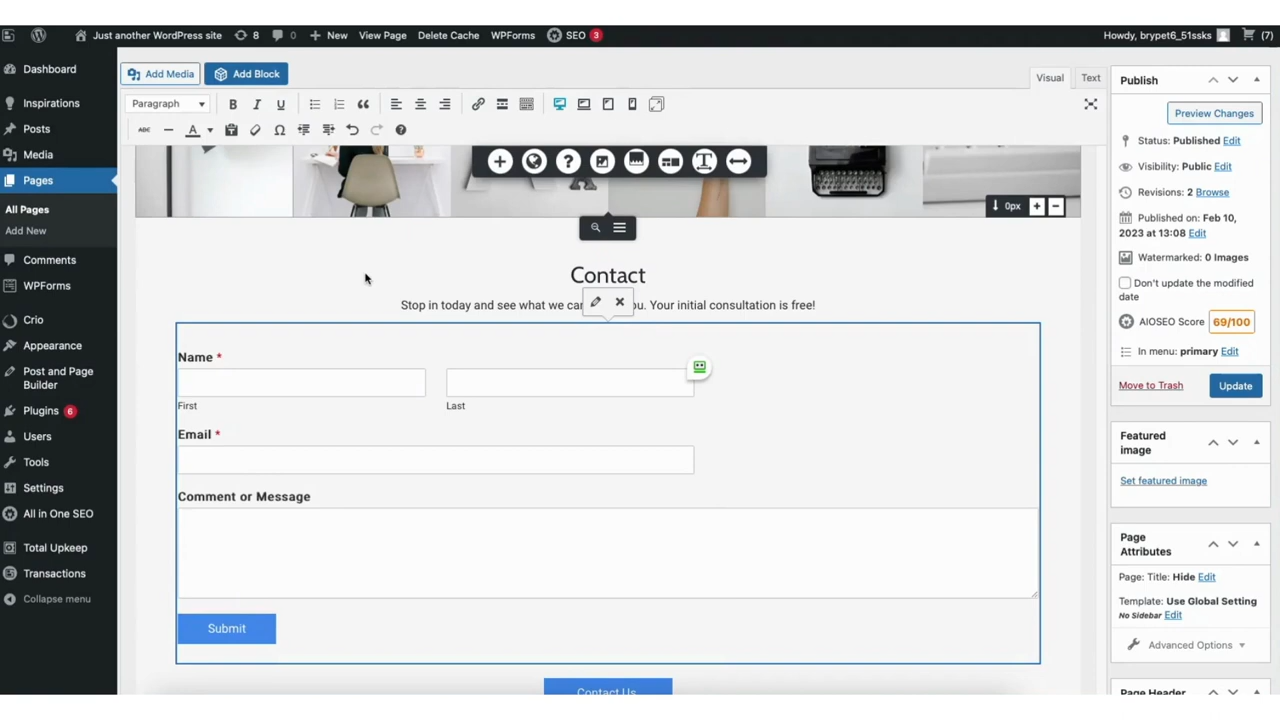 Just another WordPress site 8 0 New View Page Delete Cache WPForms SEO 3 Howdy, brypet6_51ssks (7)
Dashboard
Inspirations
Posts
Media
Pages
All Pages
Add New
Comments
WPForms
Crio
Appearance
Post and Page
Builder
Plugins 6
Users
Tools
Settings
All in One SEO
Total Upkeep
Transactions
Collapse menu
Add Media Add Block
Visual Text
Paragraph B I U
ABC A Ω
0px
Contact
Stop in today and see what we can ou. Your initial consultation is free!
Name *
First Last
Email *
Comment or Message
Submit
Contact Us
Publish
Preview Changes
Status: Published Edit
Visibility: Public Edit
Revisions: 2 Browse
Published on: Feb 10,
2023 at 13:08 Edit
Watermarked: 0 Images
Don't update the modified
date
AIOSEO Score 69/100
In menu: primary Edit
Move to Trash Update
Featured
image
Set featured image
Page
Attributes
Page: Title: Hide Edit
Template: Use Global Setting
No Sidebar Edit
Advanced Options
Page Header